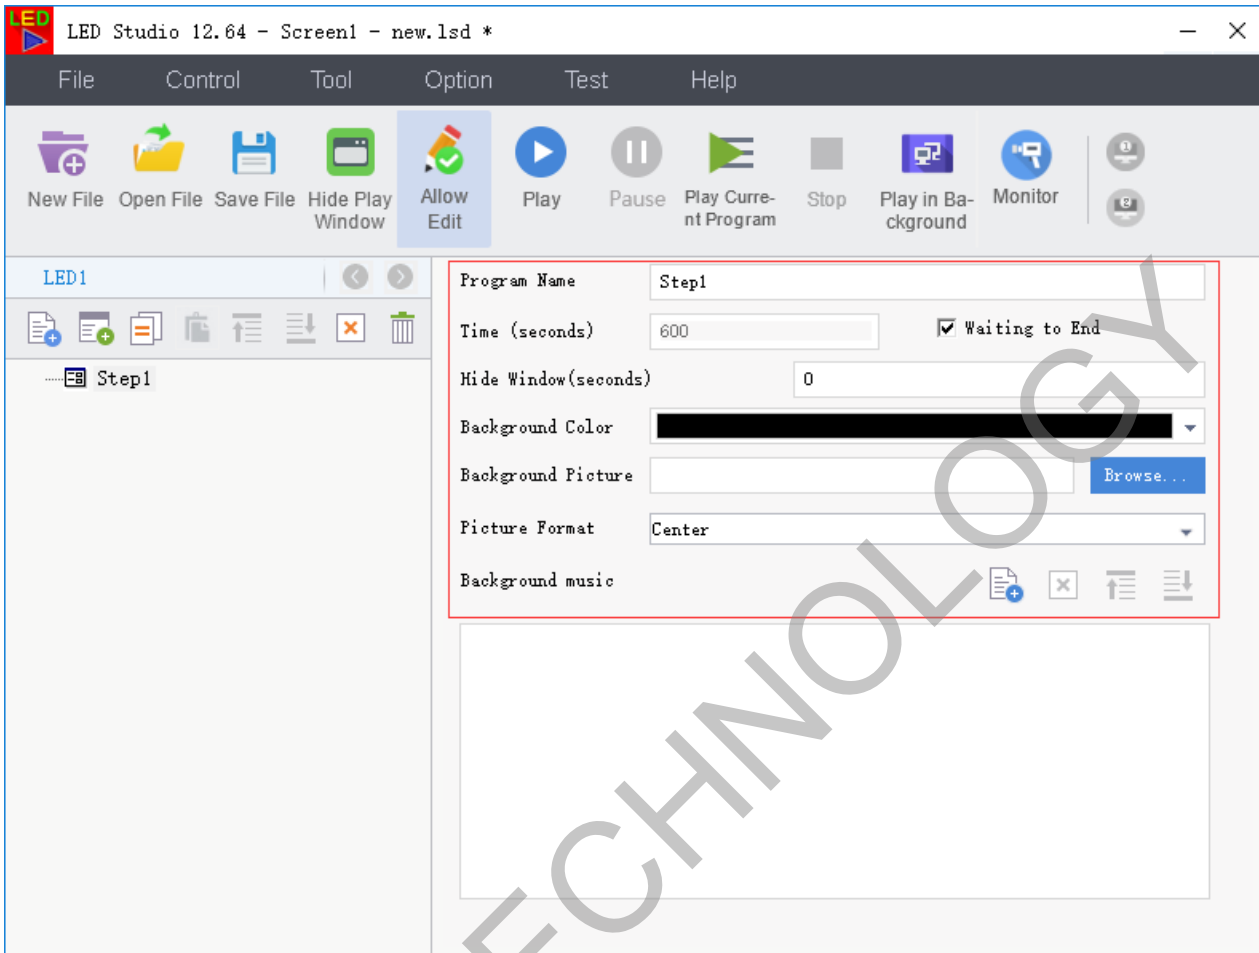 LED
LED Studio 12.64 - Screen1 - new.lsd *
File Control Tool Option Test Help
New File Open File Save File Hide Play Window Allow Edit Play Pause Play Curre-nt Program Stop Play in Ba-ckground Monitor
1
2
LED1
Step1
Program Name Step1
Time (seconds) 600 Waiting to End
Hide Window(seconds) 0
Background Color
Background Picture Browse...
Picture Format Center
Background music
ECHNOLOGY